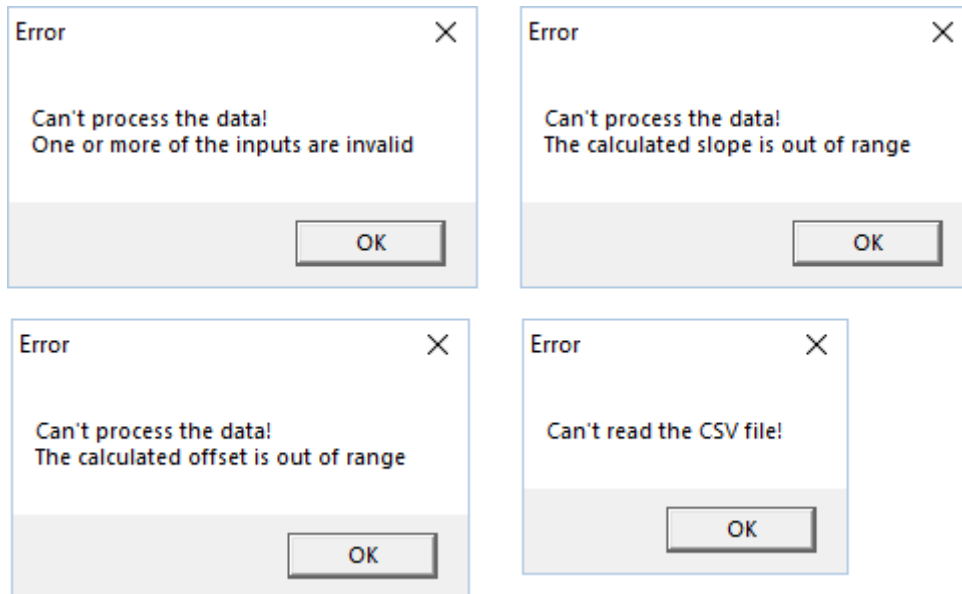 Error
Can't process the data!
One or more of the inputs are invalid
OK
Error
Can't process the data!
The calculated slope is out of range
OK
Error
Can't process the data!
The calculated offset is out of range
OK
Error
Can't read the CSV file!
OK